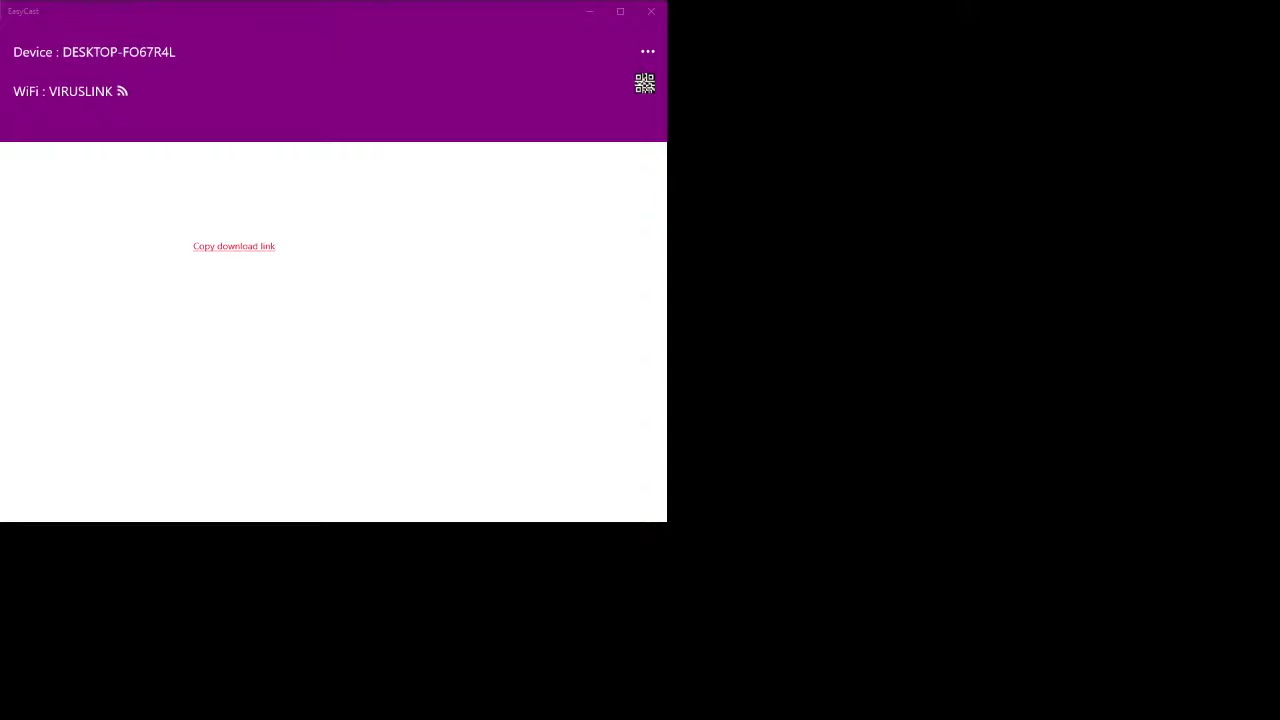 EasyCast
Device : DESKTOP-FO67R4L
WiFi : VIRUSLINK
Copy download link